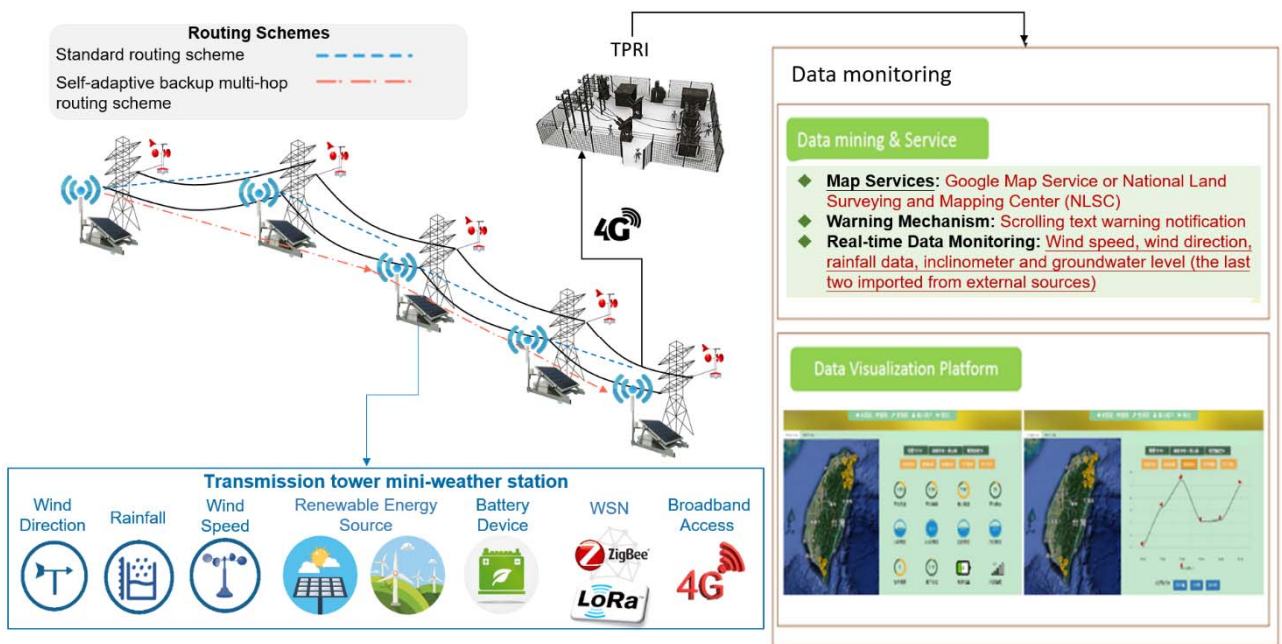 Routing Schemes
Standard routing scheme
Self-adaptive backup multi-hop
routing scheme
TPRI
4G
Data monitoring
Data mining & Service
Map Services: Google Map Service or National Land
Surveying and Mapping Center (NLSC)
Warning Mechanism: Scrolling text warning notification
Real-time Data Monitoring: Wind speed, wind direction,
rainfall data, inclinometer and groundwater level (the last
two imported from external sources)
Data Visualization Platform
Transmission tower mini-weather station
Wind
Direction
Rainfall
Wind
Speed
Renewable Energy
Source
Battery
Device
WSN
Broadband
Access
ZigBee
LoRa
4G